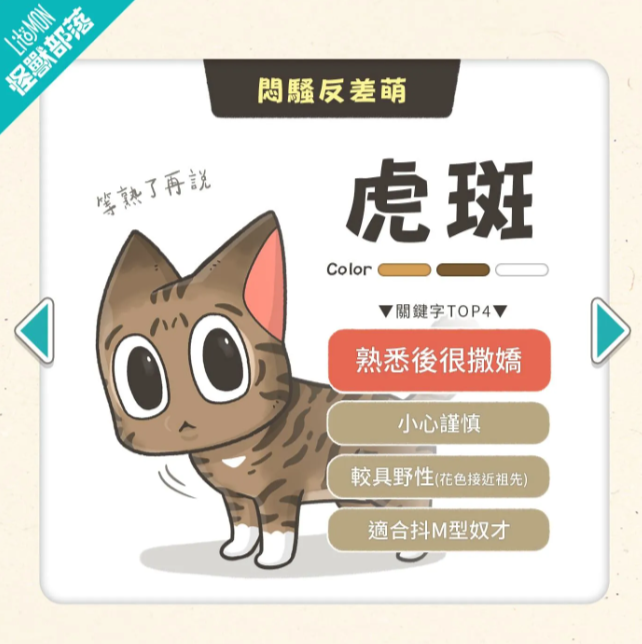 LitoMON
怪獸部落
悶騷反差萌
等熟了再說
虎斑
Color
▼關鍵字TOP4▼
熟悉後很撒嬌
小心謹慎
較具野性(花色接近祖先)
適合抖M型奴才